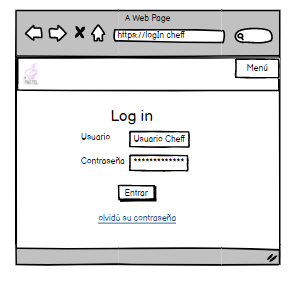 A Web Page
https://login cheff
Menú
Log in
Usuario
Usuario Cheff
Contraseña
*************
Entrar
olvidó su contraseña